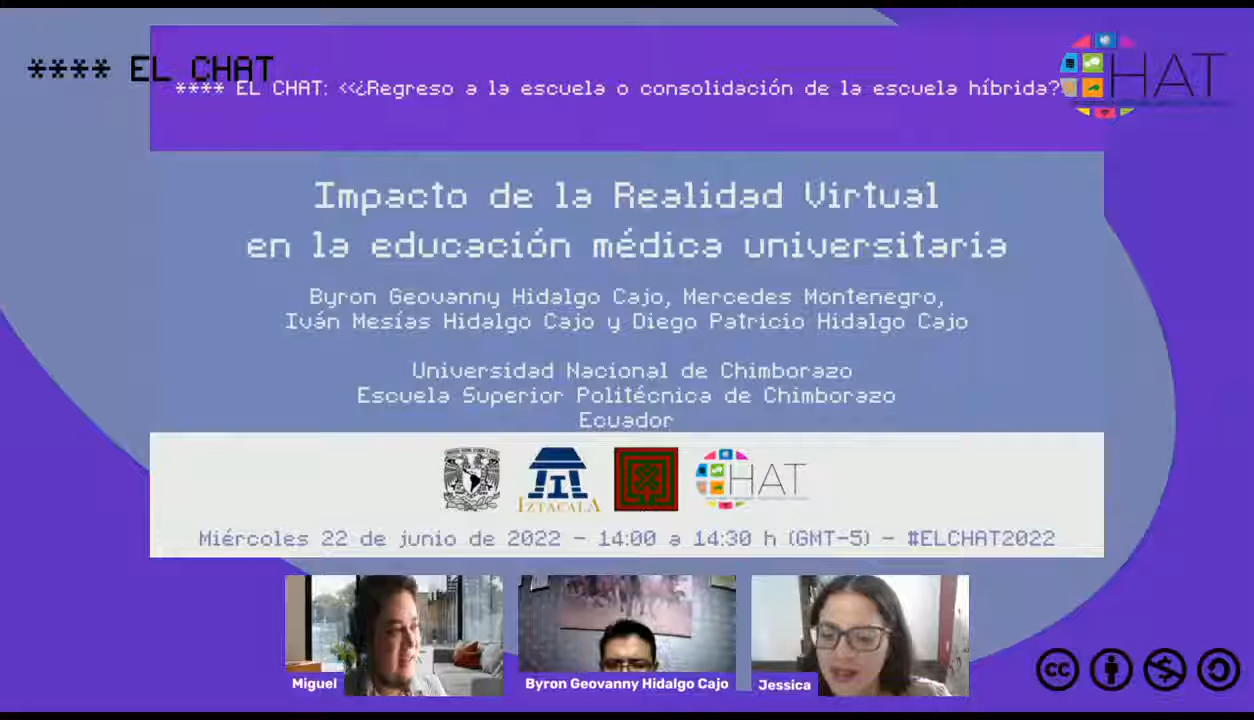 **** EL CHAT
**** EL CHAT: <<¿Regreso a la escuela o consolidación de la escuela híbrida?
HAT
Impacto de la Realidad Virtual
en la educación médica universitaria
Byron Geovanny Hidalgo Cajo, Mercedes Montenegro,
Iván Mesías Hidalgo Cajo y Diego Patricio Hidalgo Cajo
Universidad Nacional de Chimborazo
Escuela Superior Politécnica de Chimborazo
Ecuador
IZTACALA
HAT
Miércoles 22 de junio de 2022 - 14:00 a 14:30 h (GMT-5) - #ELCHAT2022
Miguel
Byron Geovanny Hidalgo Cajo
Jessica
cc